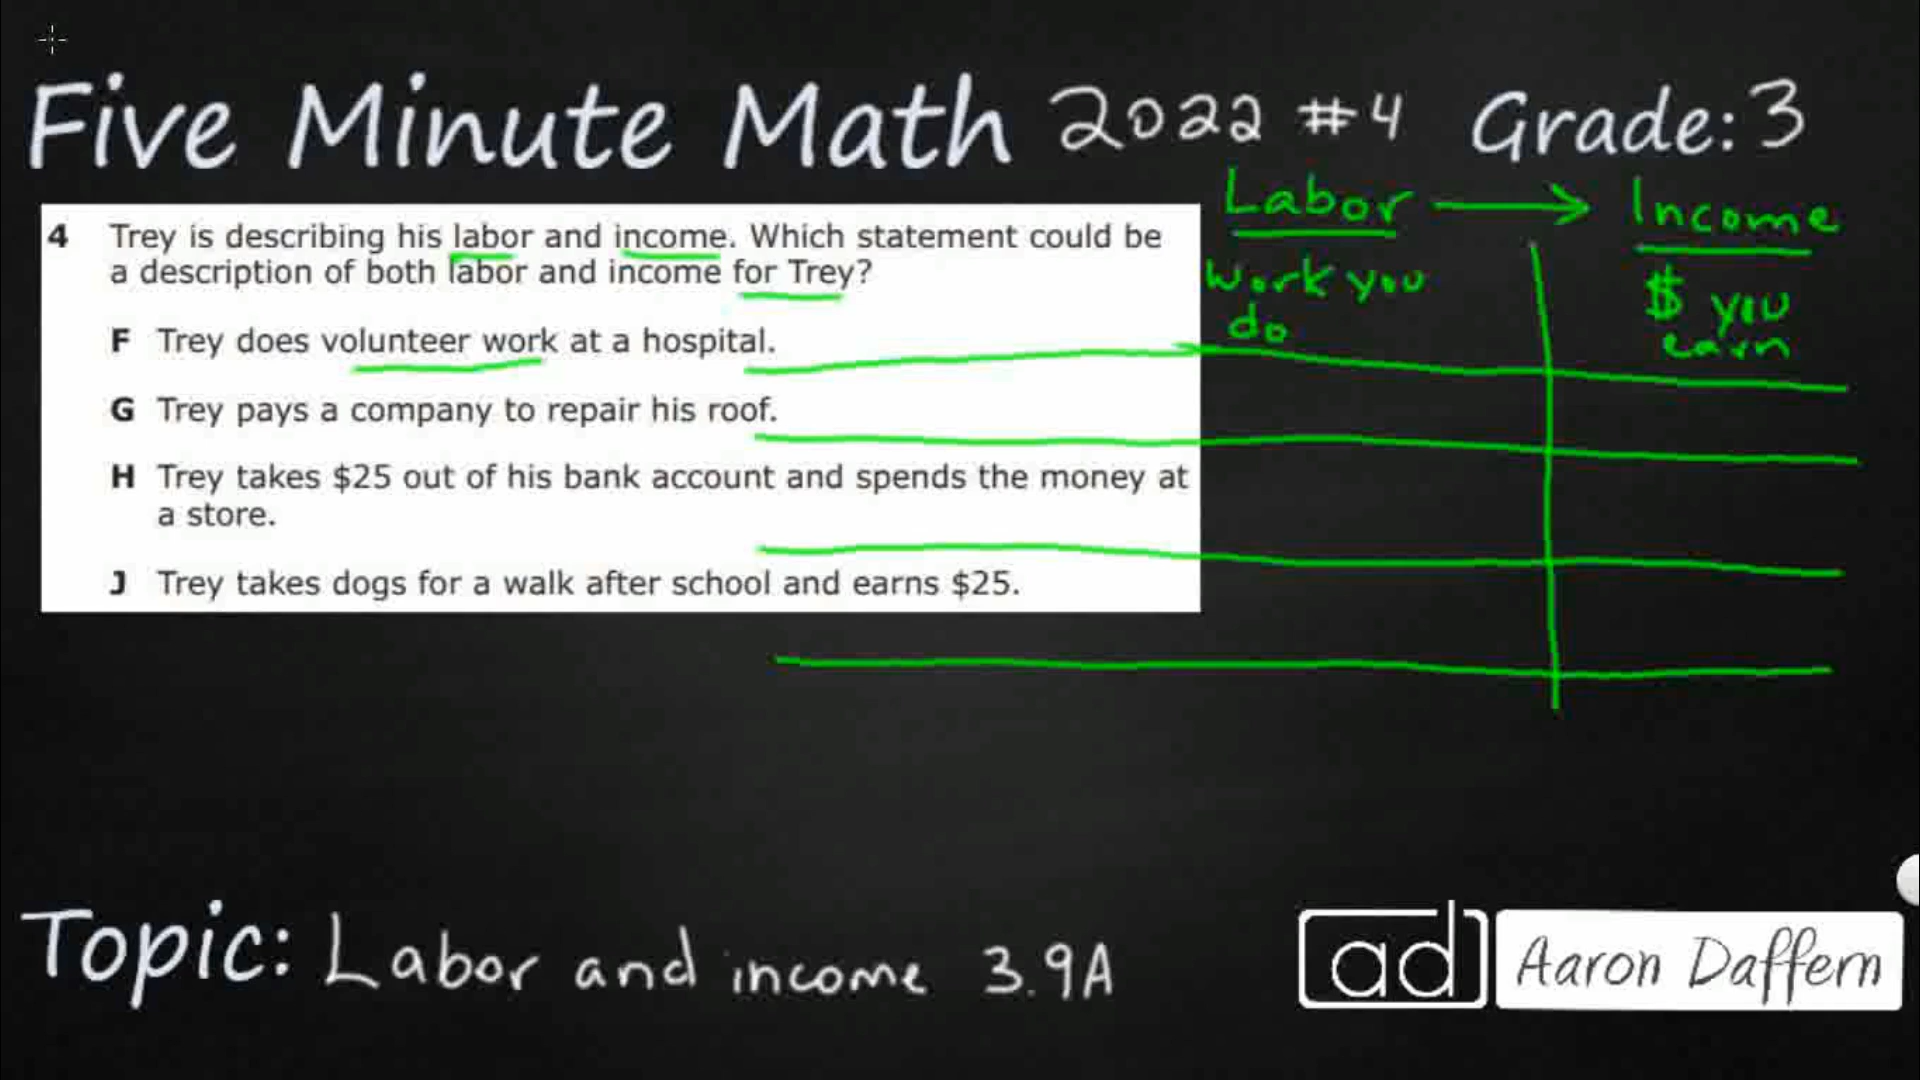 Five Minute Math 2022 #4 Grade: 3
4 Trey is describing his labor and income. Which statement could be
a description of both labor and income for Trey?
F Trey does volunteer work at a hospital.
G Trey pays a company to repair his roof.
H Trey takes $25 out of his bank account and spends the money at
a store.
J Trey takes dogs for a walk after school and earns $25.
Labor → Income
work you
do
$ you
earn
Topic: Labor and income 3.9A
ad Aaron Daffern